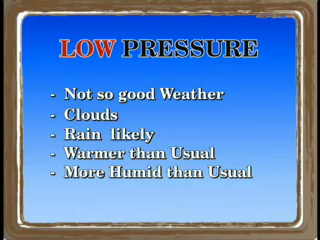 LOW PRESSURE
- Not so good Weather
- Clouds
- Rain likely
- Warmer than Usual
- More Humid than Usual